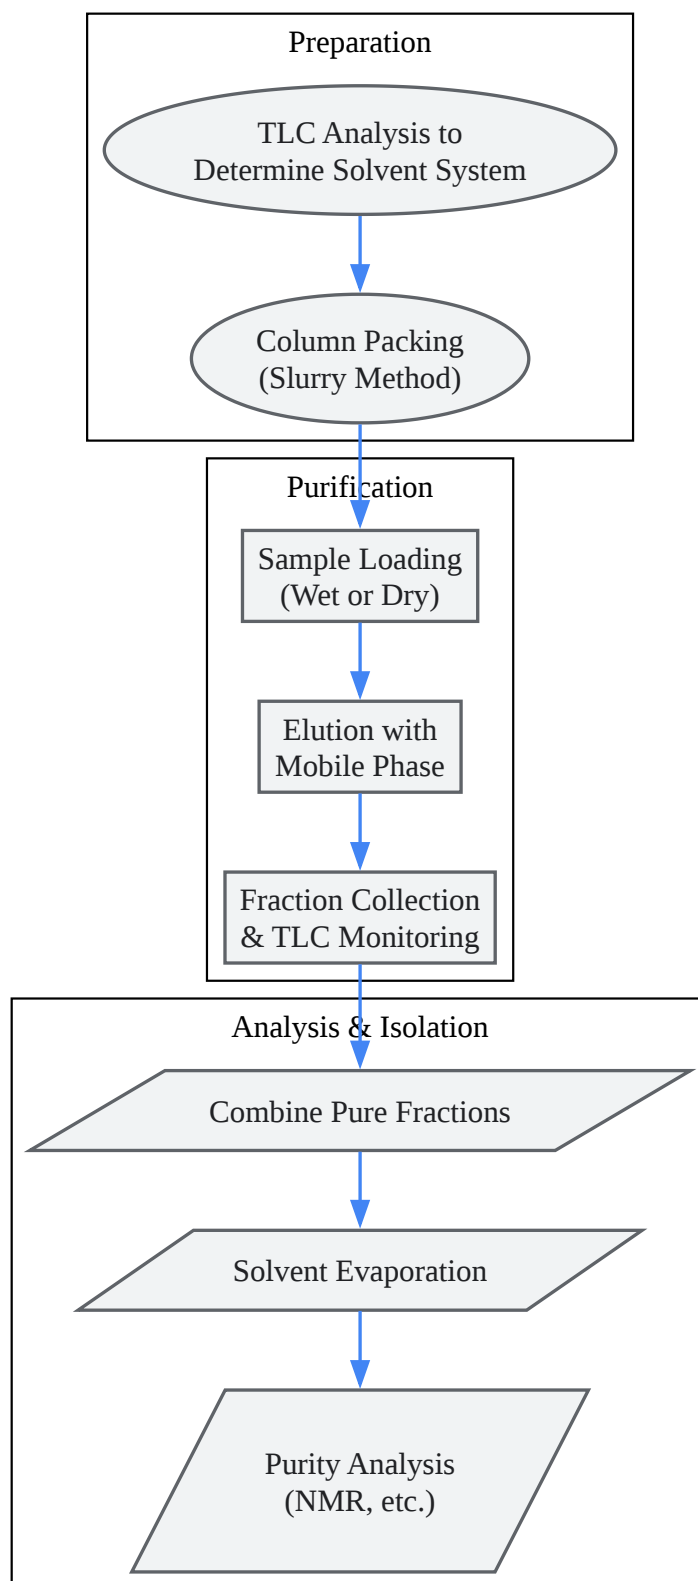 Preparation
TLC Analysis to
Determine Solvent System
Column Packing
(Slurry Method)
Purification
Sample Loading
(Wet or Dry)
Elution with
Mobile Phase
Fraction Collection
& TLC Monitoring
Analysis & Isolation
Combine Pure Fractions
Solvent Evaporation
Purity Analysis
(NMR, etc.)